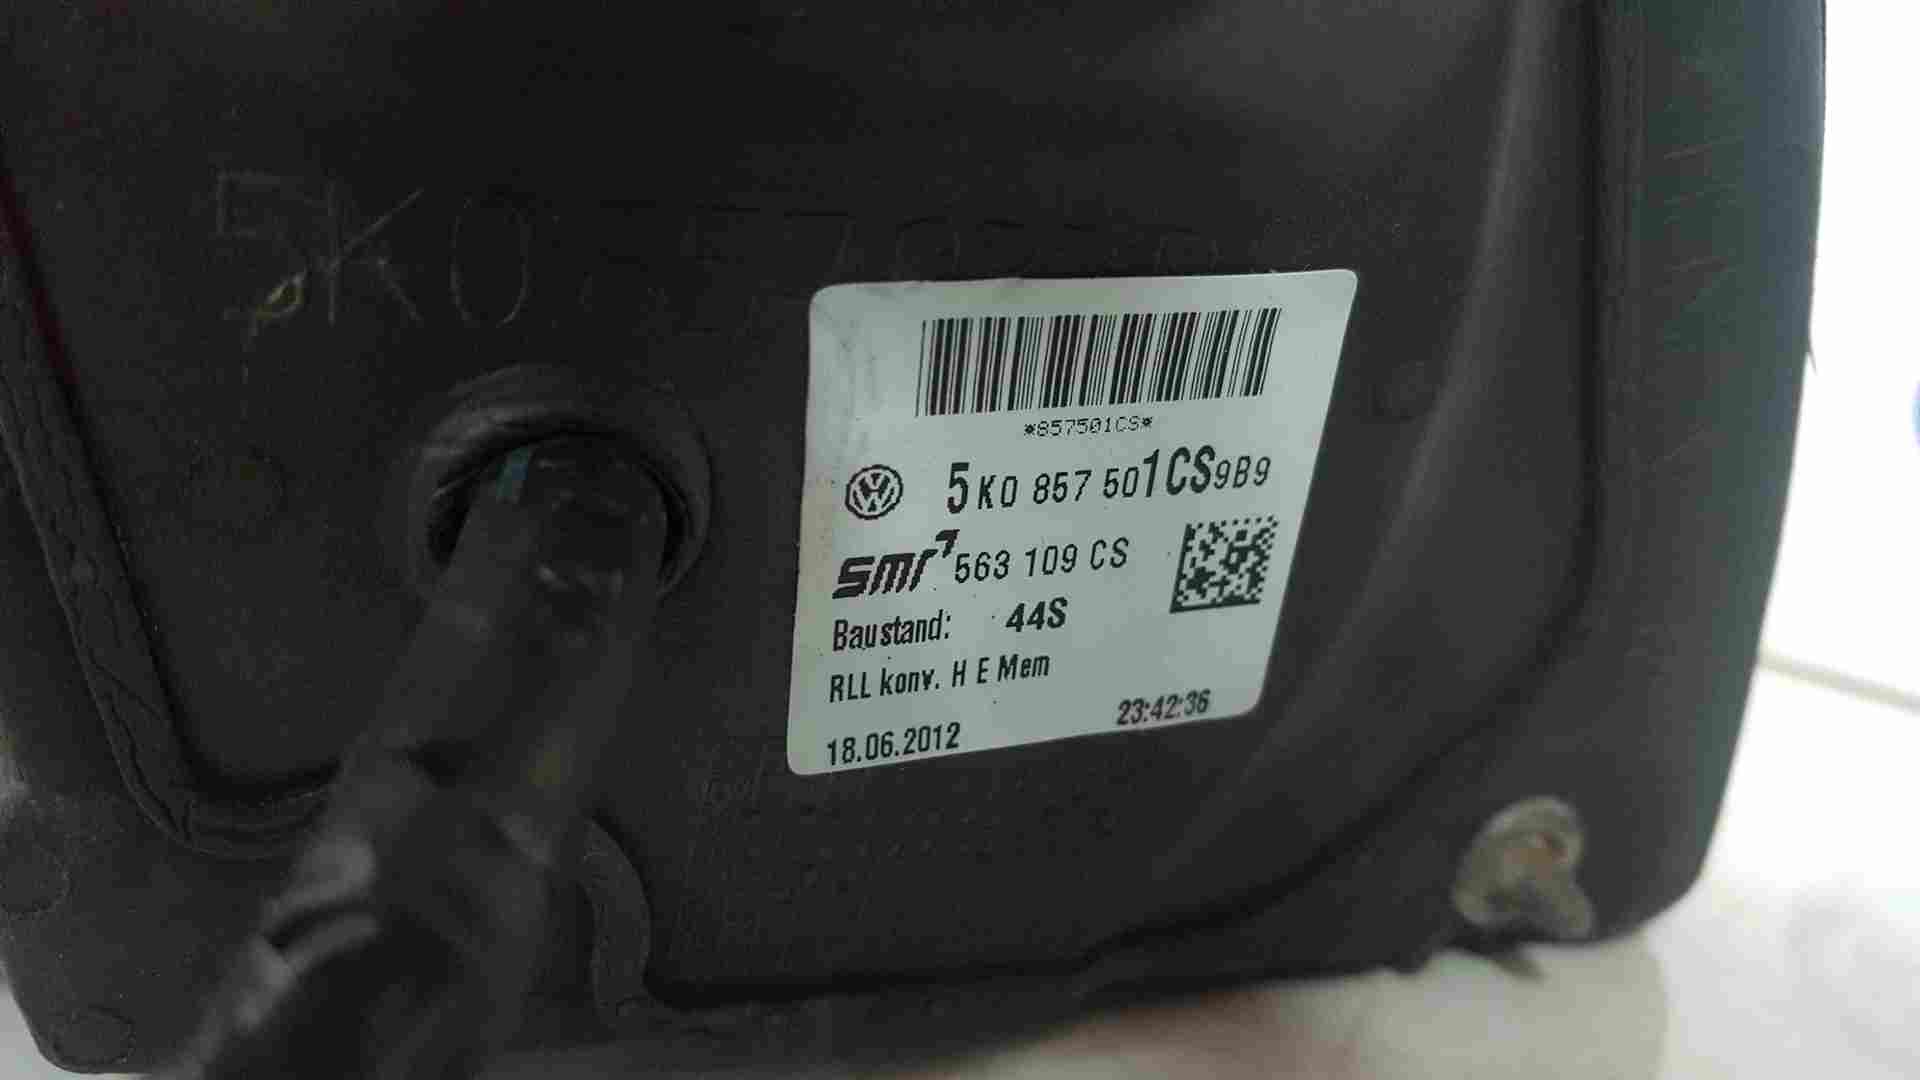 5K0
*857501CS*
5K0 857 501CS9B9
smr 563 109 CS
Baustand: 44S
RLL konv. H E Mem
18.06.2012 23:42:36